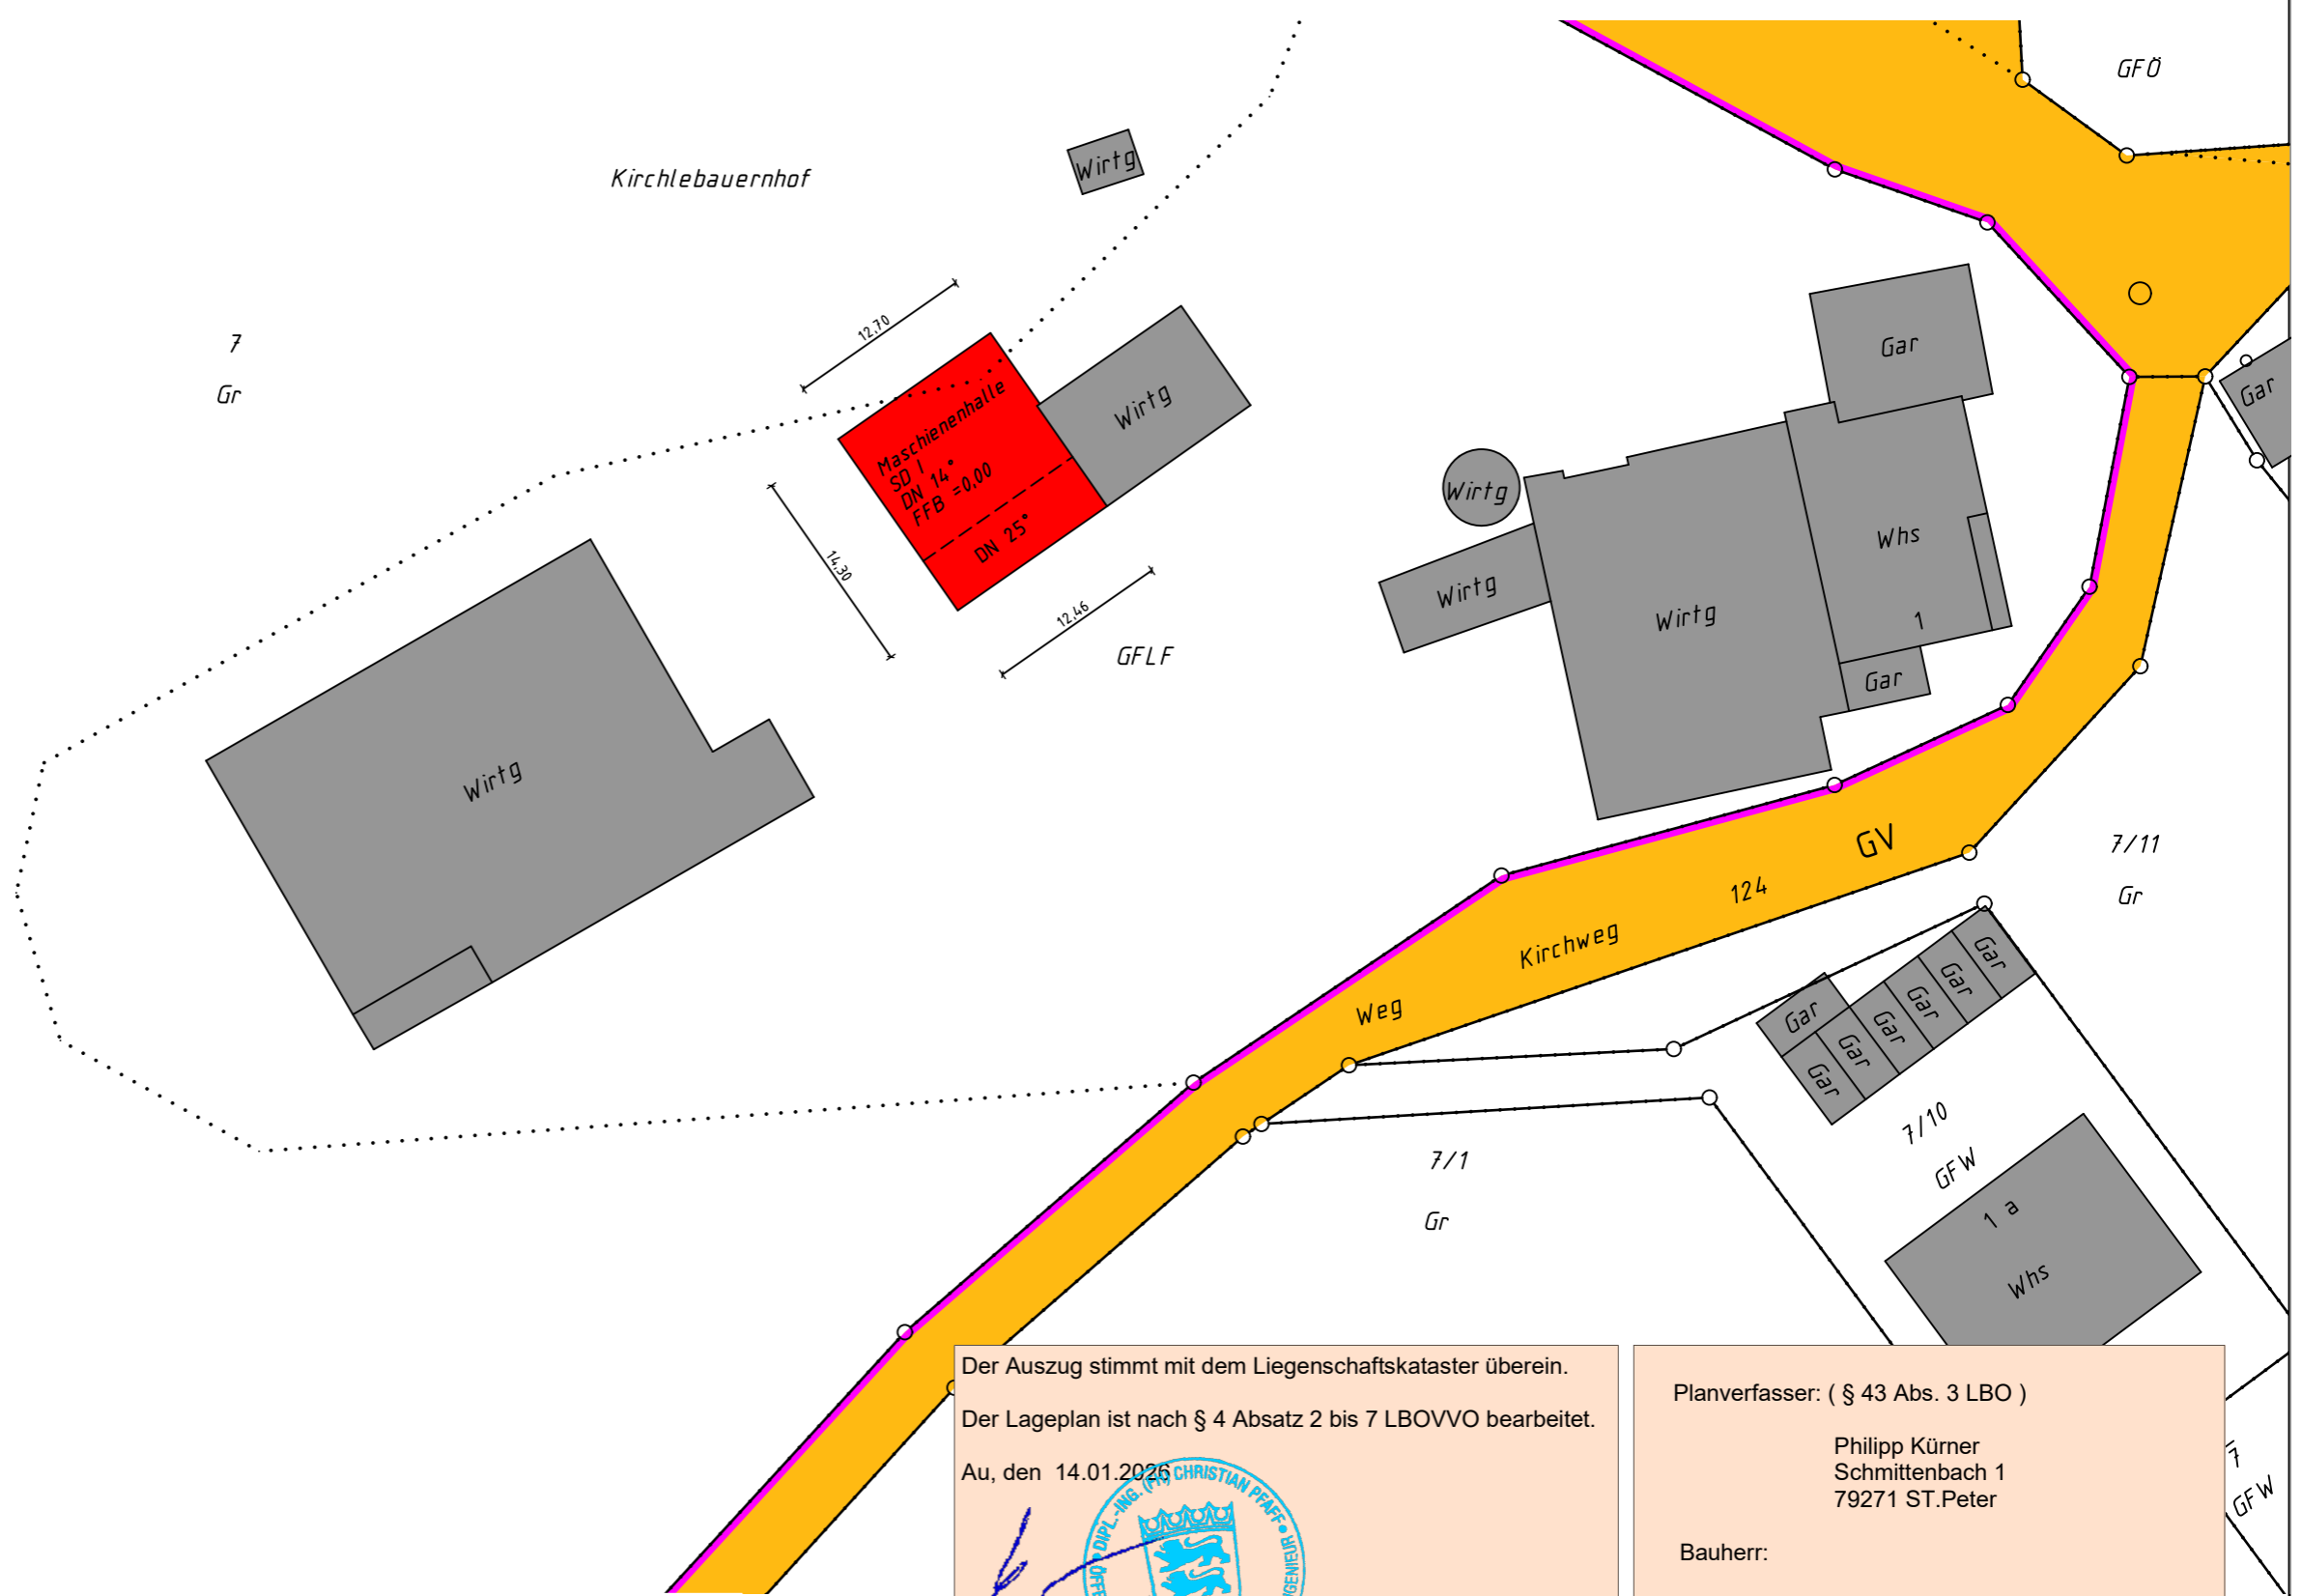 GFÖ
Wirtg
Kirchlebauernhof
12,70
7
Gr
Gar
Gar
Wirtg
Maschienenhalle
SD I
DN 14°
FFB =0,00
DN 25°
14,30
12,46
GFLF
Wirtg
Wirtg
Wirtg
Whs
1
Gar
Wirtg
GV
124
Kirchweg
Weg
7/11
Gr
Gar
Gar
Gar
Gar
Gar
Gar
Gar
7/10
GFW
7/1
Gr
1 a
Whs
Der Auszug stimmt mit dem Liegenschaftskataster überein.
Der Lageplan ist nach § 4 Absatz 2 bis 7 LBOVVO bearbeitet.
Au, den 14.01.2026
DIPL.-ING. (FH) CHRISTIAN PFAFF
Planverfasser: ( § 43 Abs. 3 LBO )
Philipp Kürner
Schmittenbach 1
79271 ST.Peter
Bauherr:
7
GFW